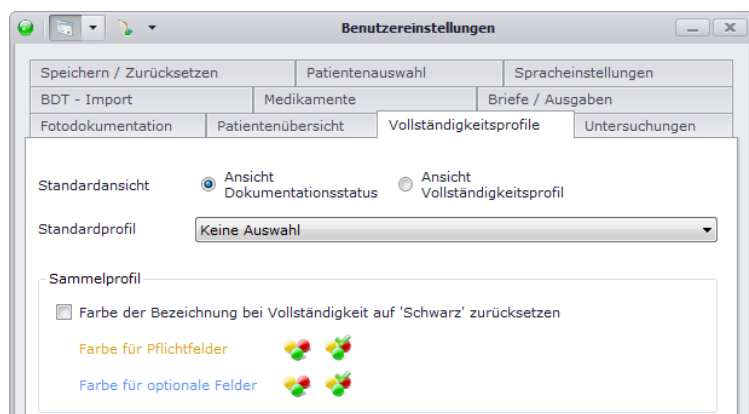 Benutzereinstellungen
Speichern / Zurücksetzen Patientenauswahl Spracheinstellungen
BDT - Import Medikamente Briefe / Ausgaben
Fotodokumentation Patientenübersicht Vollständigkeitsprofile Untersuchungen
Standardansicht
Ansicht
Dokumentationsstatus
Ansicht
Vollständigkeitsprofil
Standardprofil Keine Auswahl
Sammelprofil
Farbe der Bezeichnung bei Vollständigkeit auf 'Schwarz' zurücksetzen
Farbe für Pflichtfelder
Farbe für optionale Felder